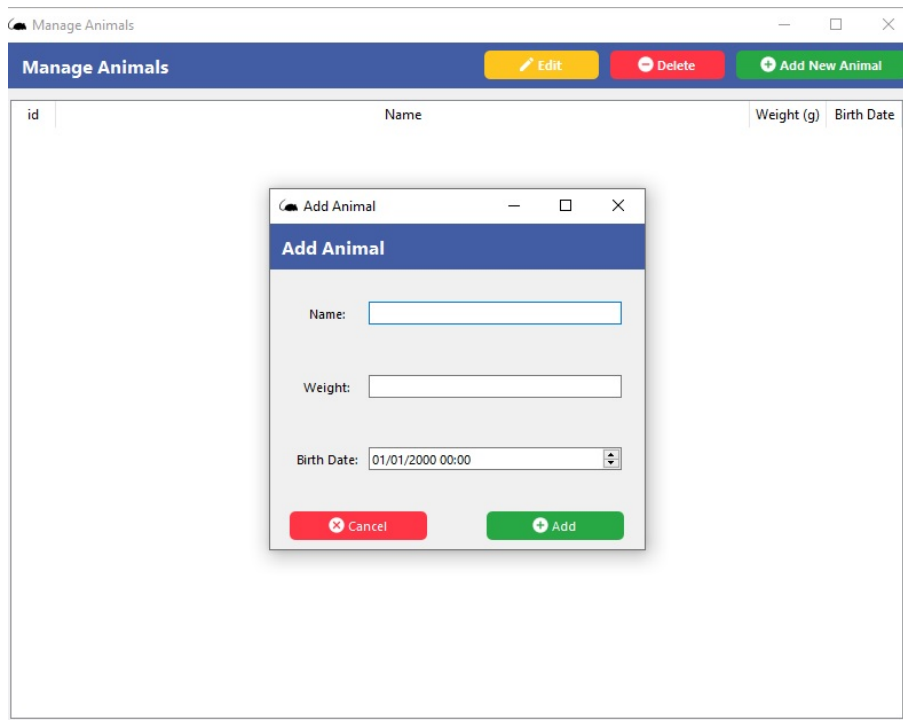 Manage Animals
Manage Animals Edit Delete Add New Animal
id Name Weight (g) Birth Date
Add Animal
Add Animal
Name:
Weight:
Birth Date: 01/01/2000 00:00
Cancel Add